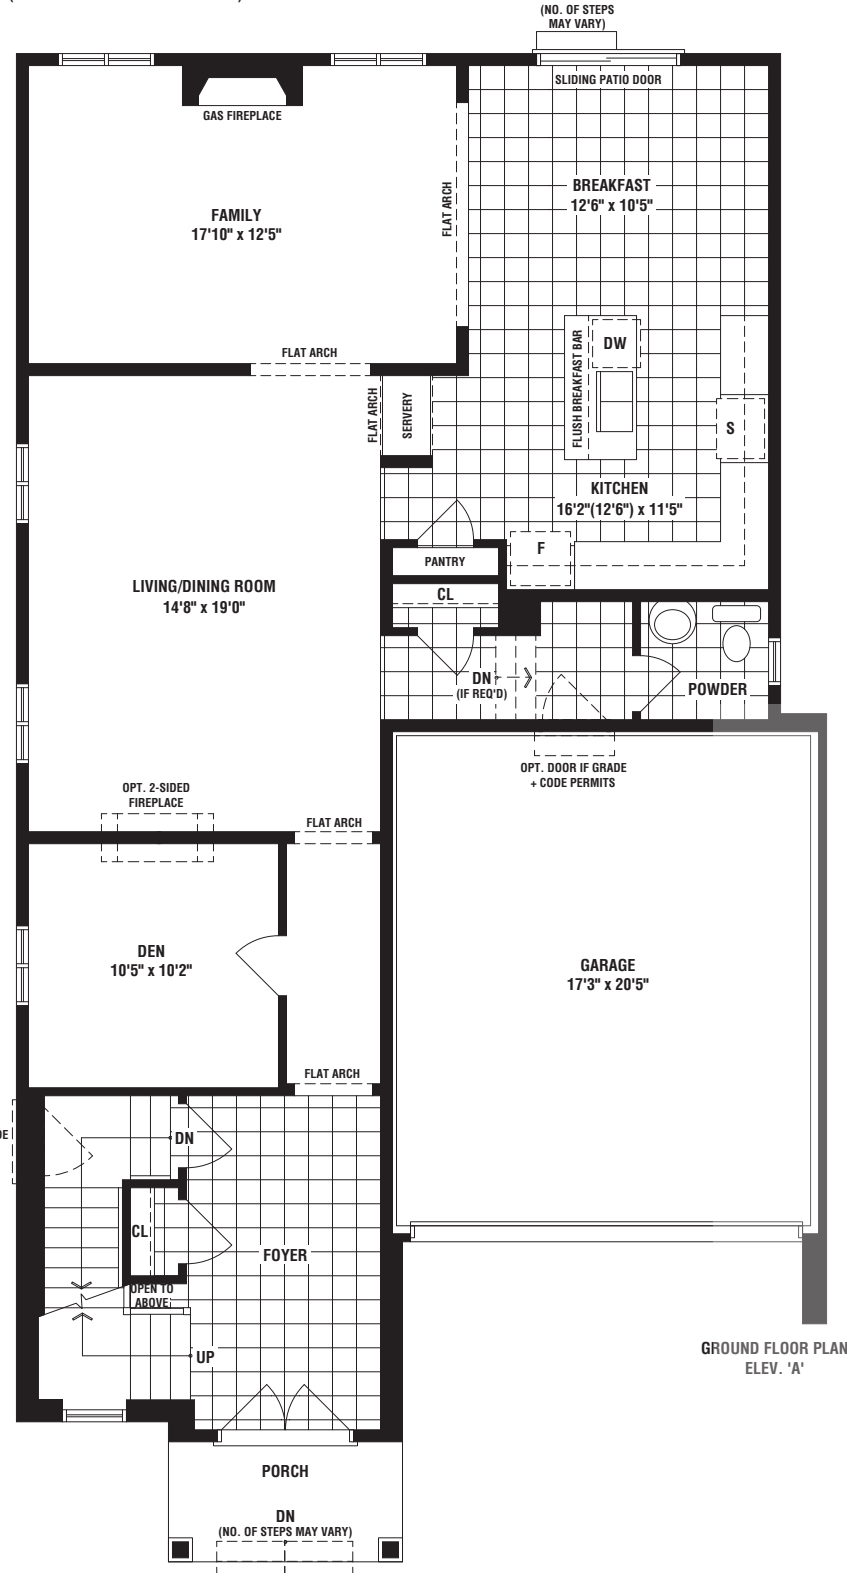 (NO. OF STEPS
MAY VARY)
SLIDING PATIO DOOR
GAS FIREPLACE
BREAKFAST
12'6" x 10'5"
FAMILY
17'10" x 12'5"
FLAT ARCH
FLAT ARCH
DW
FLUSH BREAKFAST BAR
FLAT ARCH
SERVERY
S
KITCHEN
16'2"(12'6") x 11'5"
F
PANTRY
CL
LIVING/DINING ROOM
14'8" x 19'0"
DN
(IF REQ'D)
POWDER
OPT. DOOR IF GRADE
+ CODE PERMITS
OPT. 2-SIDED
FIREPLACE
FLAT ARCH
DEN
10'5" x 10'2"
GARAGE
17'3" x 20'5"
FLAT ARCH
DN
CL
FOYER
OPEN TO
ABOVE
UP
GROUND FLOOR PLAN
ELEV. 'A'
PORCH
DN
(NO. OF STEPS MAY VARY)